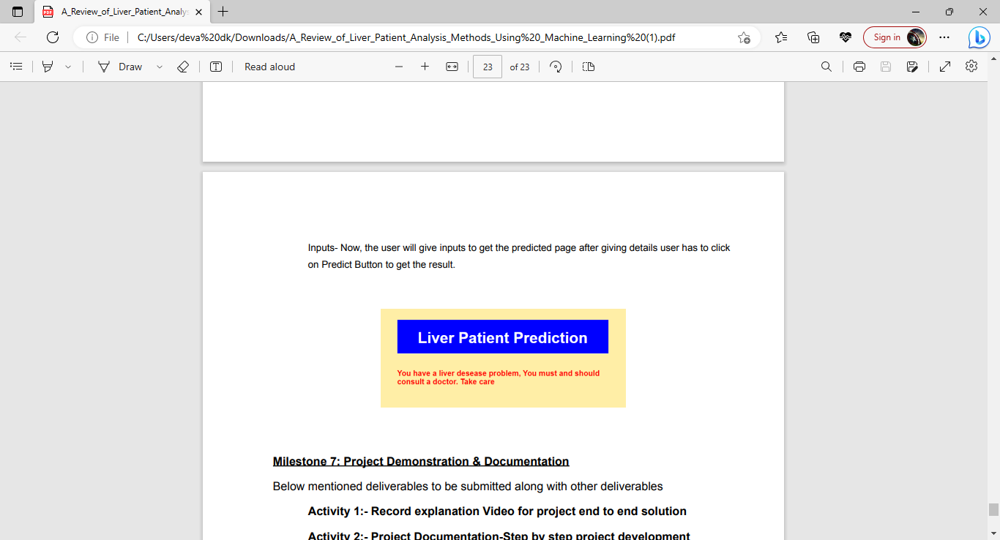 A_Review_of_Liver_Patient_Analy
File
C:/Users/deva%20dk/Downloads/A_Review_of_Liver_Patient_Analysis_Methods_Using%20_Machine_Learning%20(1).pdf
Sign in
Draw
Read aloud
23
of 23
Inputs- Now, the user will give inputs to get the predicted page after giving details user has to click
on Predict Button to get the result.
Liver Patient Prediction
You have a liver desease problem, You must and should
consult a doctor. Take care
Milestone 7: Project Demonstration & Documentation
Below mentioned deliverables to be submitted along with other deliverables
Activity 1:- Record explanation Video for project end to end solution
Activity 2:- Project Documentation-Step by step project development